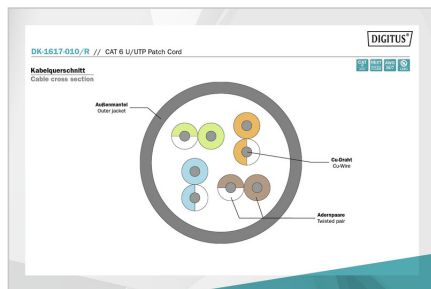 DIGITUS®
DK-1617-010/R // CAT 6 U/UTP Patch Cord
Kabelquerschnitt
Cable cross section
Außenmantel
Outer jacket
Cu-Draht
Cu-Wire
Adernpaare
Twisted pair